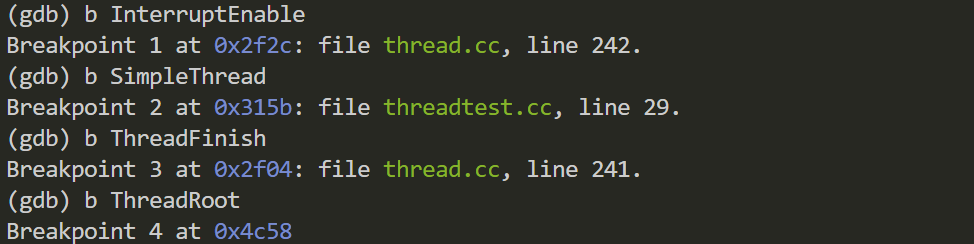 (gdb) b InterruptEnable
Breakpoint 1 at 0x2f2c: file thread.cc, line 242.
(gdb) b SimpleThread
Breakpoint 2 at 0x315b: file threadtest.cc, line 29.
(gdb) b ThreadFinish
Breakpoint 3 at 0x2f04: file thread.cc, line 241.
(gdb) b ThreadRoot
Breakpoint 4 at 0x4c58